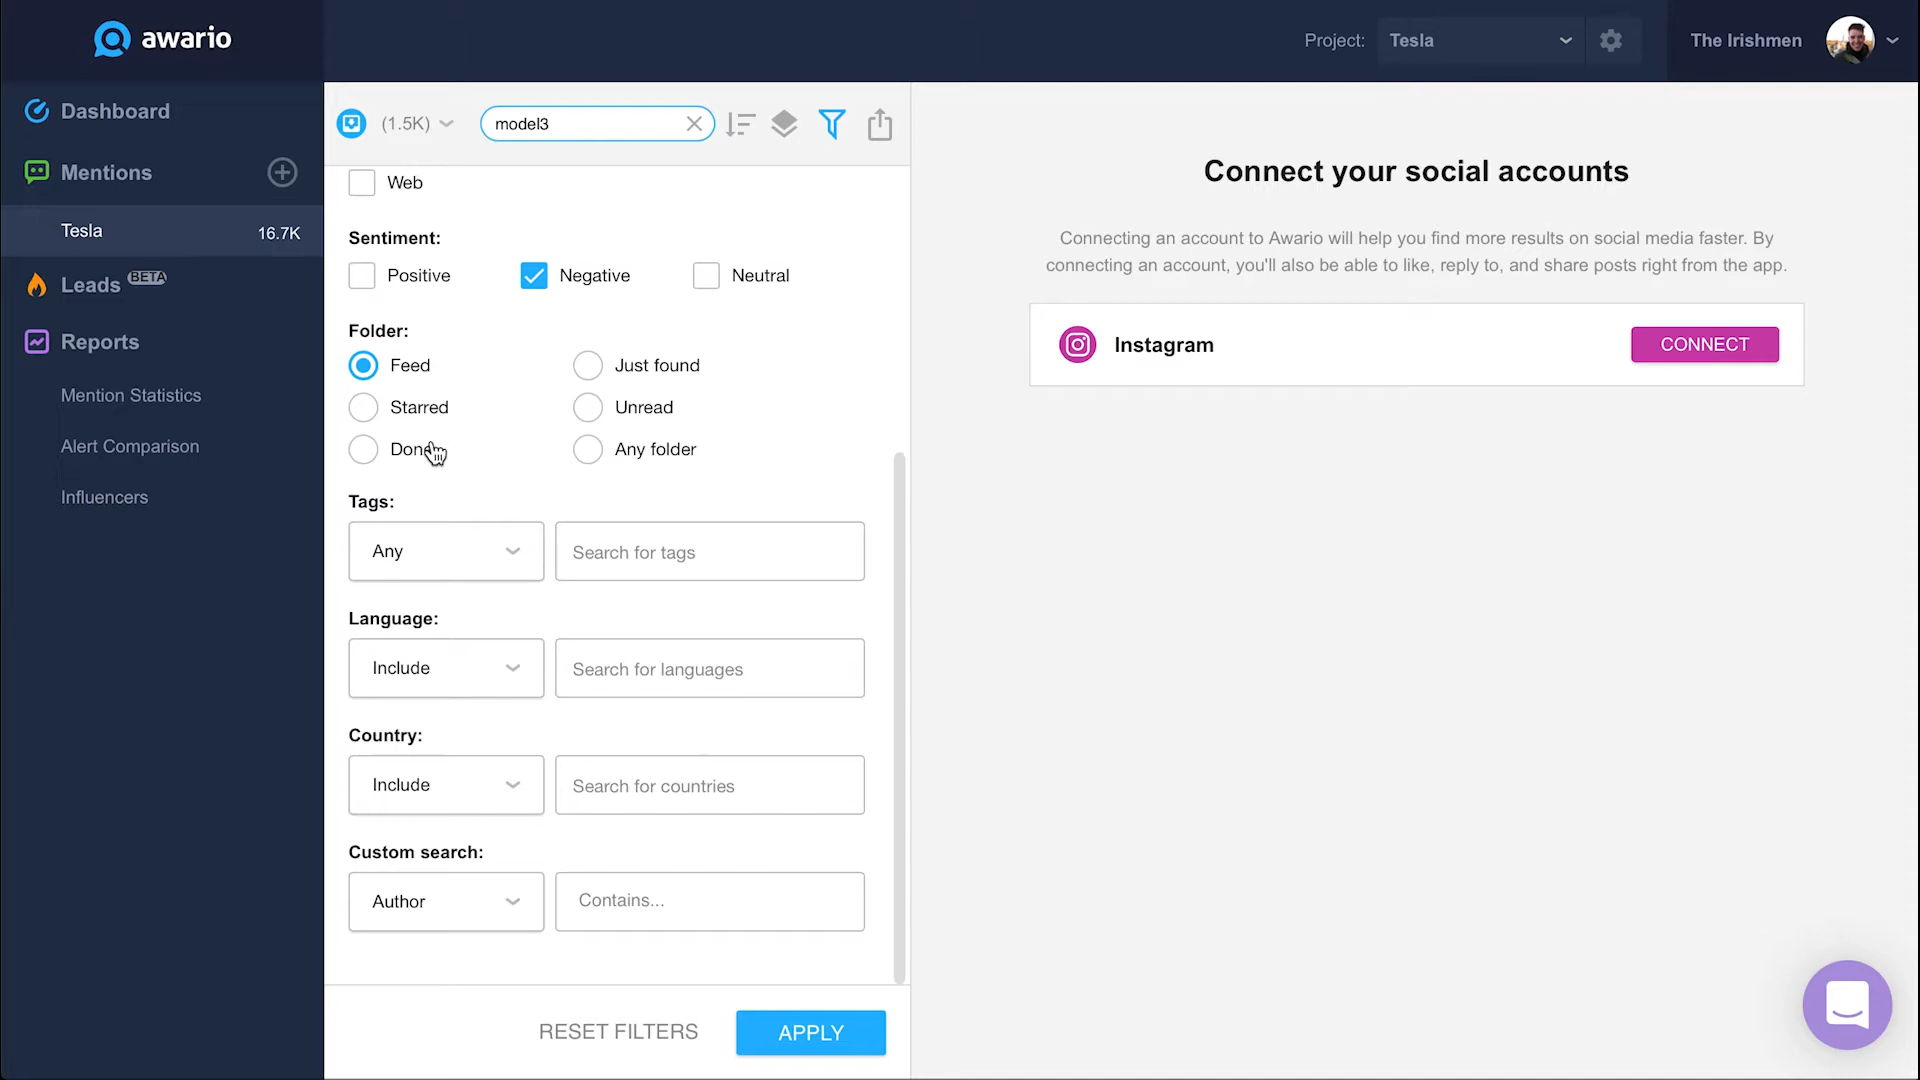 awario
Project: Tesla
The Irishmen
Dashboard
Mentions
Tesla 16.7K
Leads BETA
Reports
Mention Statistics
Alert Comparison
Influencers
(1.5K)
model3
Web
Sentiment:
Positive Negative Neutral
Folder:
Feed Just found
Starred Unread
Done Any folder
Tags:
Any Search for tags
Language:
Include Search for languages
Country:
Include Search for countries
Custom search:
Author Contains...
RESET FILTERS APPLY
Connect your social accounts
Connecting an account to Awario will help you find more results on social media faster. By
connecting an account, you'll also be able to like, reply to, and share posts right from the app.
Instagram CONNECT